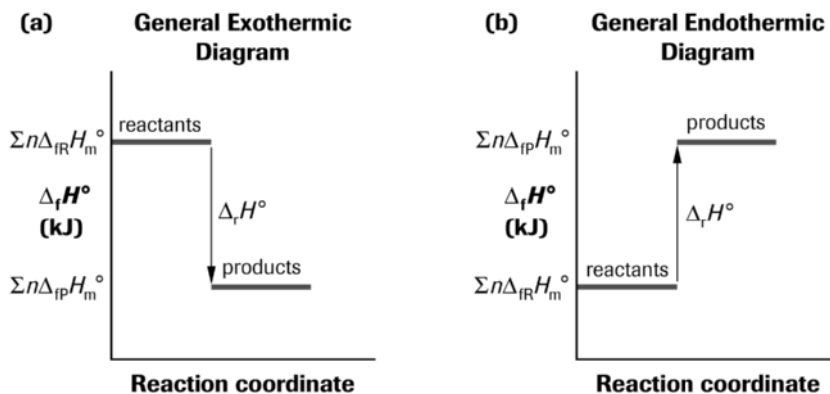 (a) General Exothermic
Diagram
reactants
ΣnΔfRHm°
ΔfH°
(kJ)
ΔrH°
products
ΣnΔfPHm°
Reaction coordinate
(b) General Endothermic
Diagram
products
ΣnΔfPHm°
ΔfH°
(kJ)
ΔrH°
reactants
ΣnΔfRHm°
Reaction coordinate